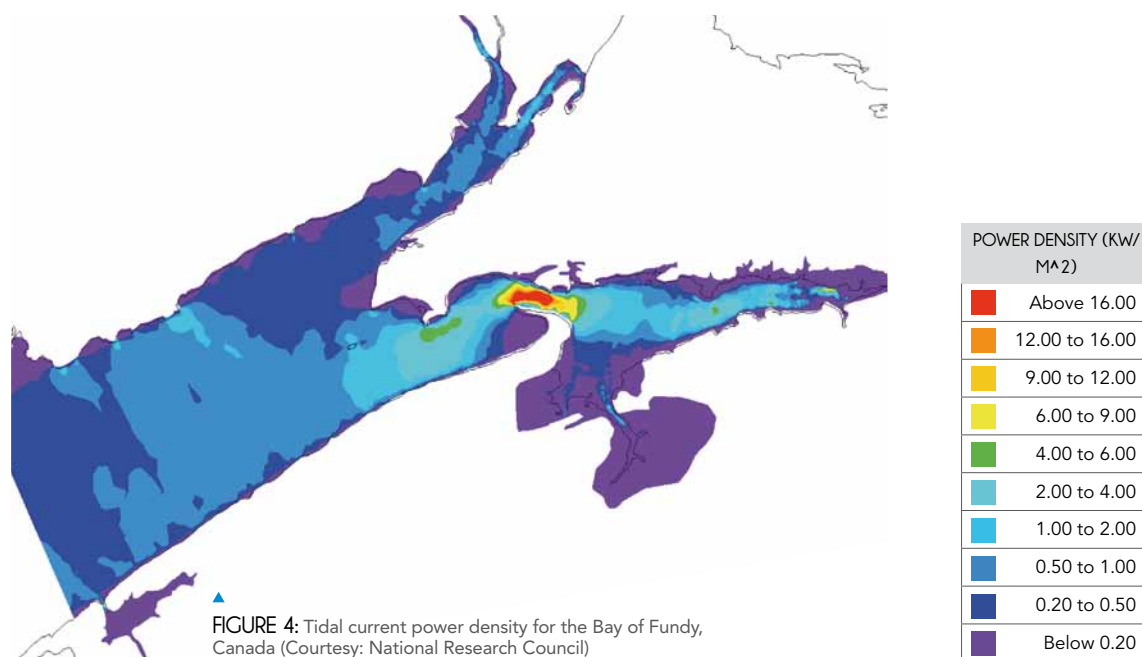 POWER DENSITY (KW/
M^2)
Above 16.00
12.00 to 16.00
9.00 to 12.00
6.00 to 9.00
4.00 to 6.00
2.00 to 4.00
1.00 to 2.00
0.50 to 1.00
0.20 to 0.50
Below 0.20
FIGURE 4: Tidal current power density for the Bay of Fundy,
Canada (Courtesy: National Research Council)